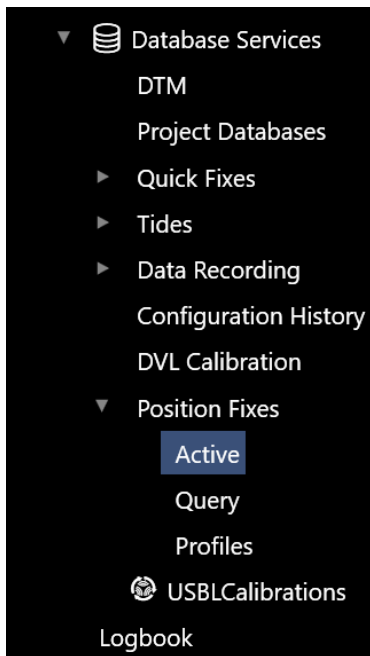 Database Services
DTM
Project Databases
Quick Fixes
Tides
Data Recording
Configuration History
DVL Calibration
Position Fixes
Active
Query
Profiles
USBLCalibrations
Logbook